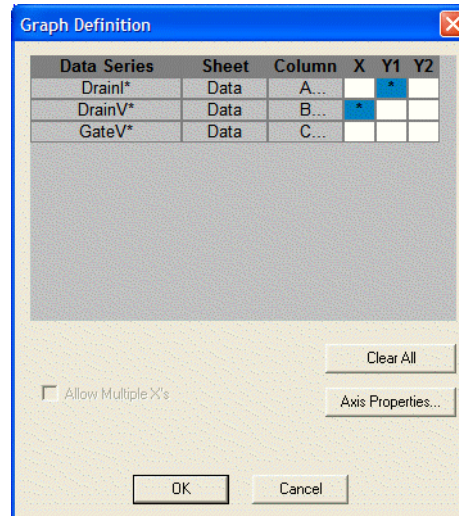 Graph Definition
Data Series Sheet Column X Y1 Y2
DrainI* Data A... *
DrainV* Data B... *
GateV* Data C...
Clear All
Allow Multiple X's
Axis Properties...
OK Cancel